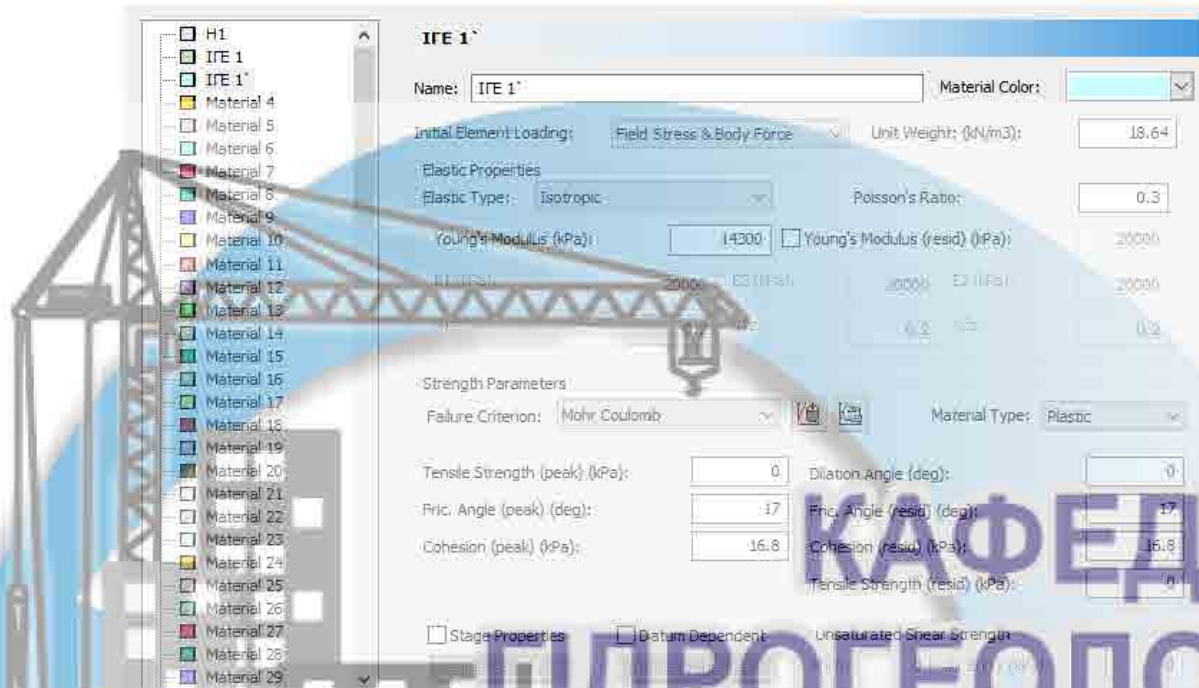 H1
ІГЕ 1
ІГЕ 1`
Material 4
Material 5
Material 6
Material 7
Material 8
Material 9
Material 10
Material 11
Material 12
Material 13
Material 14
Material 15
Material 16
Material 17
Material 18
Material 19
Material 20
Material 21
Material 22
Material 23
Material 24
Material 25
Material 26
Material 27
Material 28
Material 29
ІГЕ 1`
Name: ІГЕ 1` Material Color:
Initial Element Loading: Field Stress & Body Force Unit Weight: (kN/m3): 18.64
Elastic Properties
Elastic Type: Isotropic Poisson's Ratio: 0.3
Young's Modulus (kPa): 14300 Young's Modulus (resid) (kPa): 20000
20000 20000 20000
0.2 0.2
Strength Parameters
Failure Criterion: Mohr Coulomb Material Type: Plastic
Tensile Strength (peak) (kPa): 0 Dilation Angle (deg): 0
Fric. Angle (peak) (deg): 17 Fric. Angle (resid) (deg): 17
Cohesion (peak) (kPa): 16.8 Cohesion (resid) (kPa): 16.8
Tensile Strength (resid) (kPa): 0
Stage Properties Datum Dependent Unsaturated Shear Strength